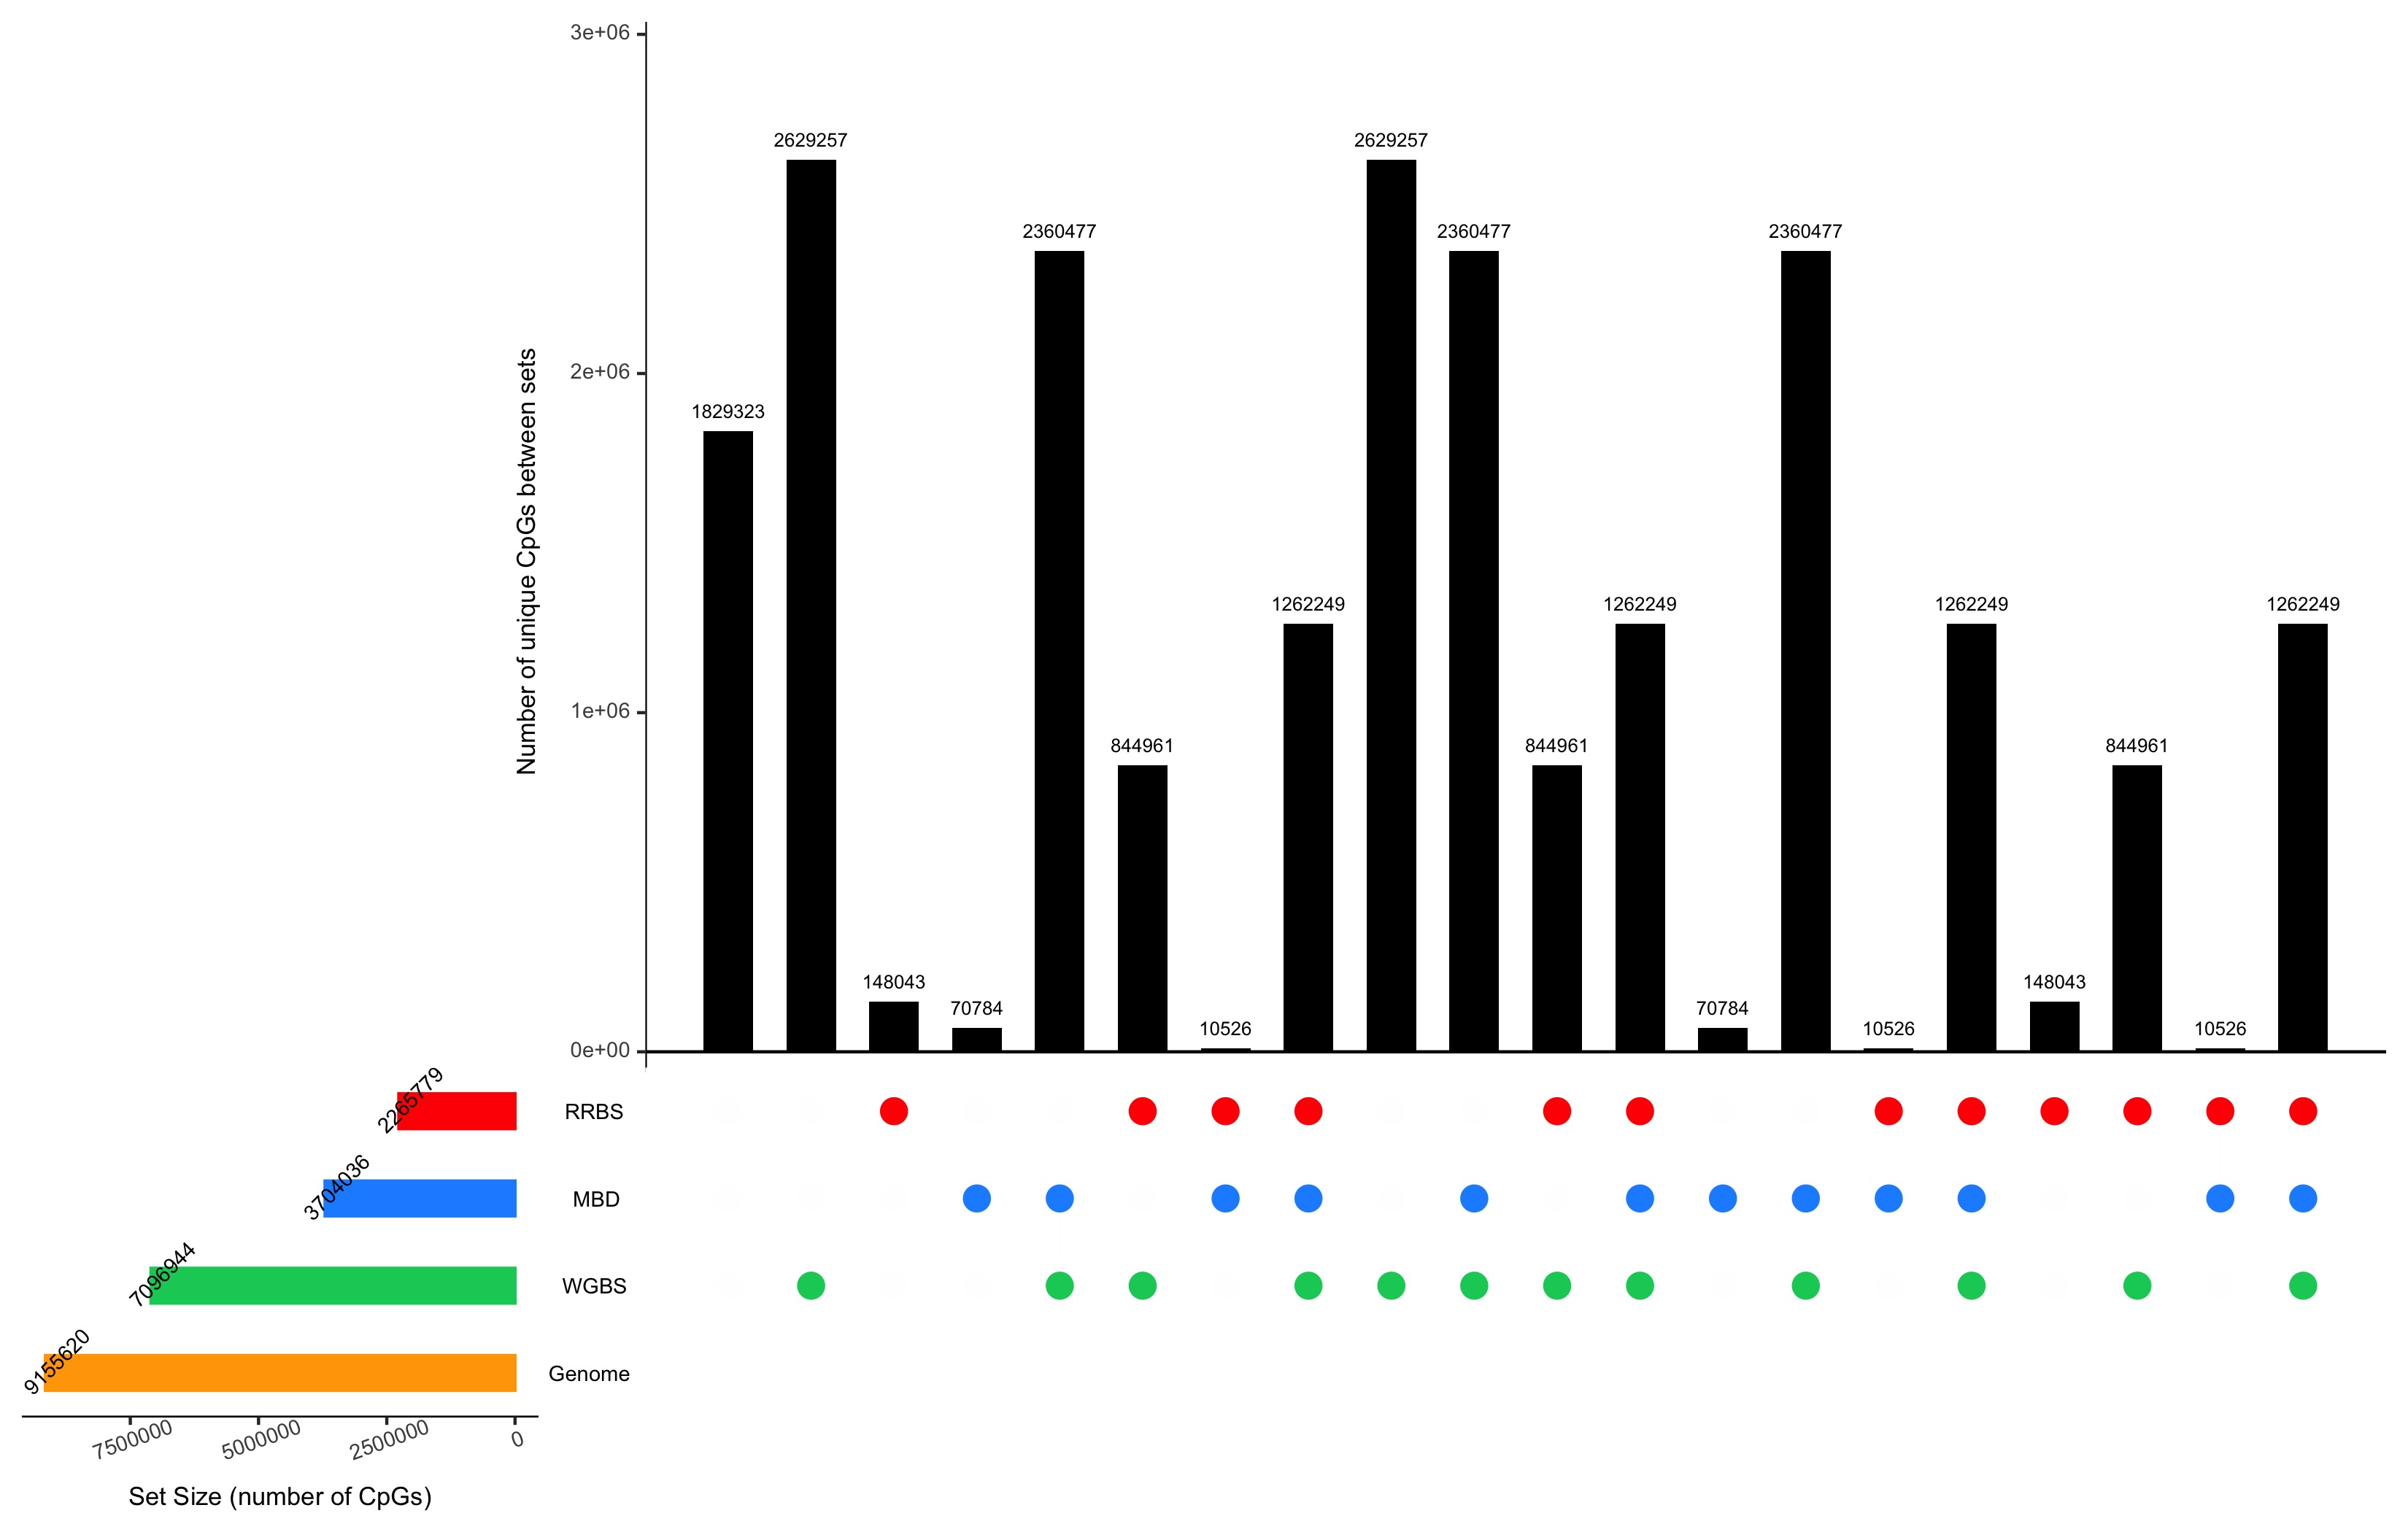 3e+06
2629257 2629257
2360477 2360477 2360477
2e+06
1829323
Number of unique CpGs between sets
1262249 1262249 1262249 1262249
1e+06
844961 844961 844961
148043 148043
70784 70784
10526 10526 10526
0e+00
2265779 RRBS
3704036 MBD
7096944 WGBS
9155620 Genome
7500000 5000000 2500000 0
Set Size (number of CpGs)